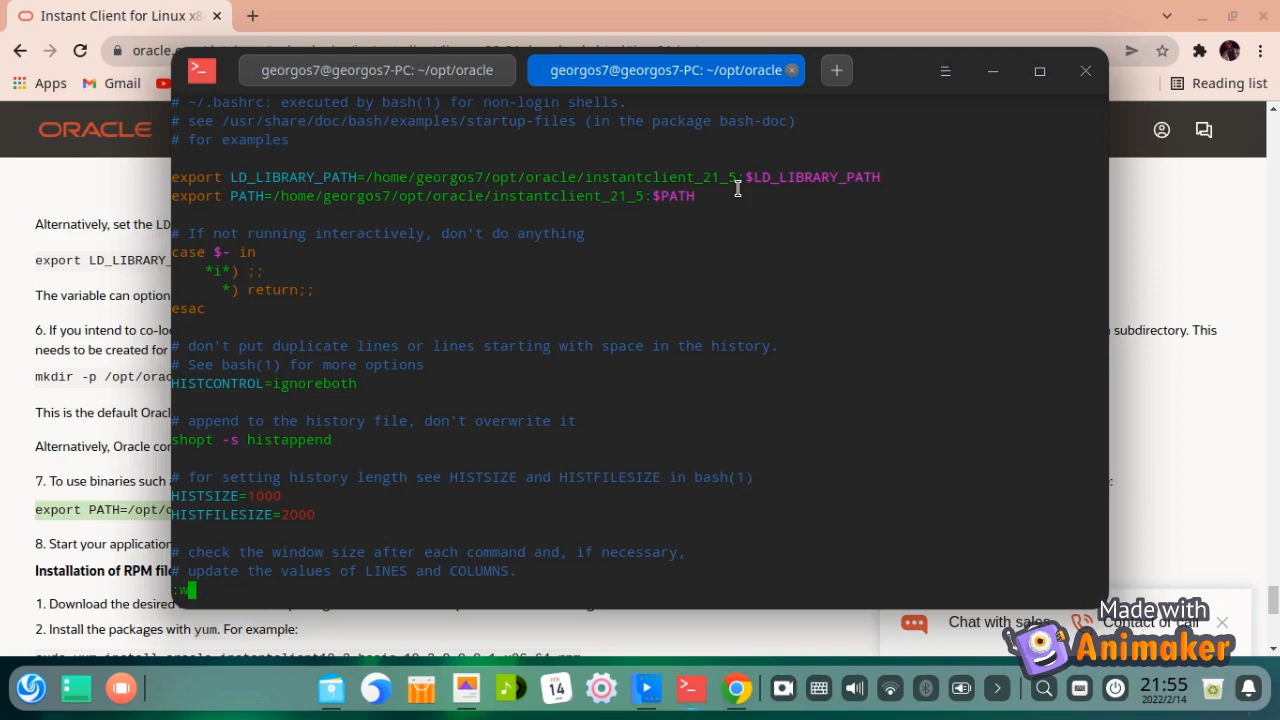 Instant Client for Linux x8
oracle.c
Apps
Gmail
Reading list
georgos7@georgos7-PC: ~/opt/oracle
georgos7@georgos7-PC: ~/opt/oracle
ORACLE
# ~/.bashrc: executed by bash(1) for non-login shells.
# see /usr/share/doc/bash/examples/startup-files (in the package bash-doc)
# for examples
export LD_LIBRARY_PATH=/home/georgos7/opt/oracle/instantclient_21_5:$LD_LIBRARY_PATH
export PATH=/home/georgos7/opt/oracle/instantclient_21_5:$PATH
# If not running interactively, don't do anything
case $- in
*i*) ;;
*) return;;
esac
# don't put duplicate lines or lines starting with space in the history.
# See bash(1) for more options
HISTCONTROL=ignoreboth
# append to the history file, don't overwrite it
shopt -s histappend
# for setting history length see HISTSIZE and HISTFILESIZE in bash(1)
HISTSIZE=1000
HISTFILESIZE=2000
# check the window size after each command and, if necessary,
# update the values of LINES and COLUMNS.
:w
Alternatively, set the LD
export LD_LIBRARY_
The variable can option
6. If you intend to co-lo
subdirectory. This
needs to be created for
mkdir -p /opt/orac
This is the default Orac
Alternatively, Oracle con
7. To use binaries such
export PATH=/opt/o
8. Start your application
Installation of RPM file
1. Download the desired
2. Install the packages with yum. For example:
Chat with sales
Contact or call
Made with
Animaker
FEB
14
21:55
2022/2/14